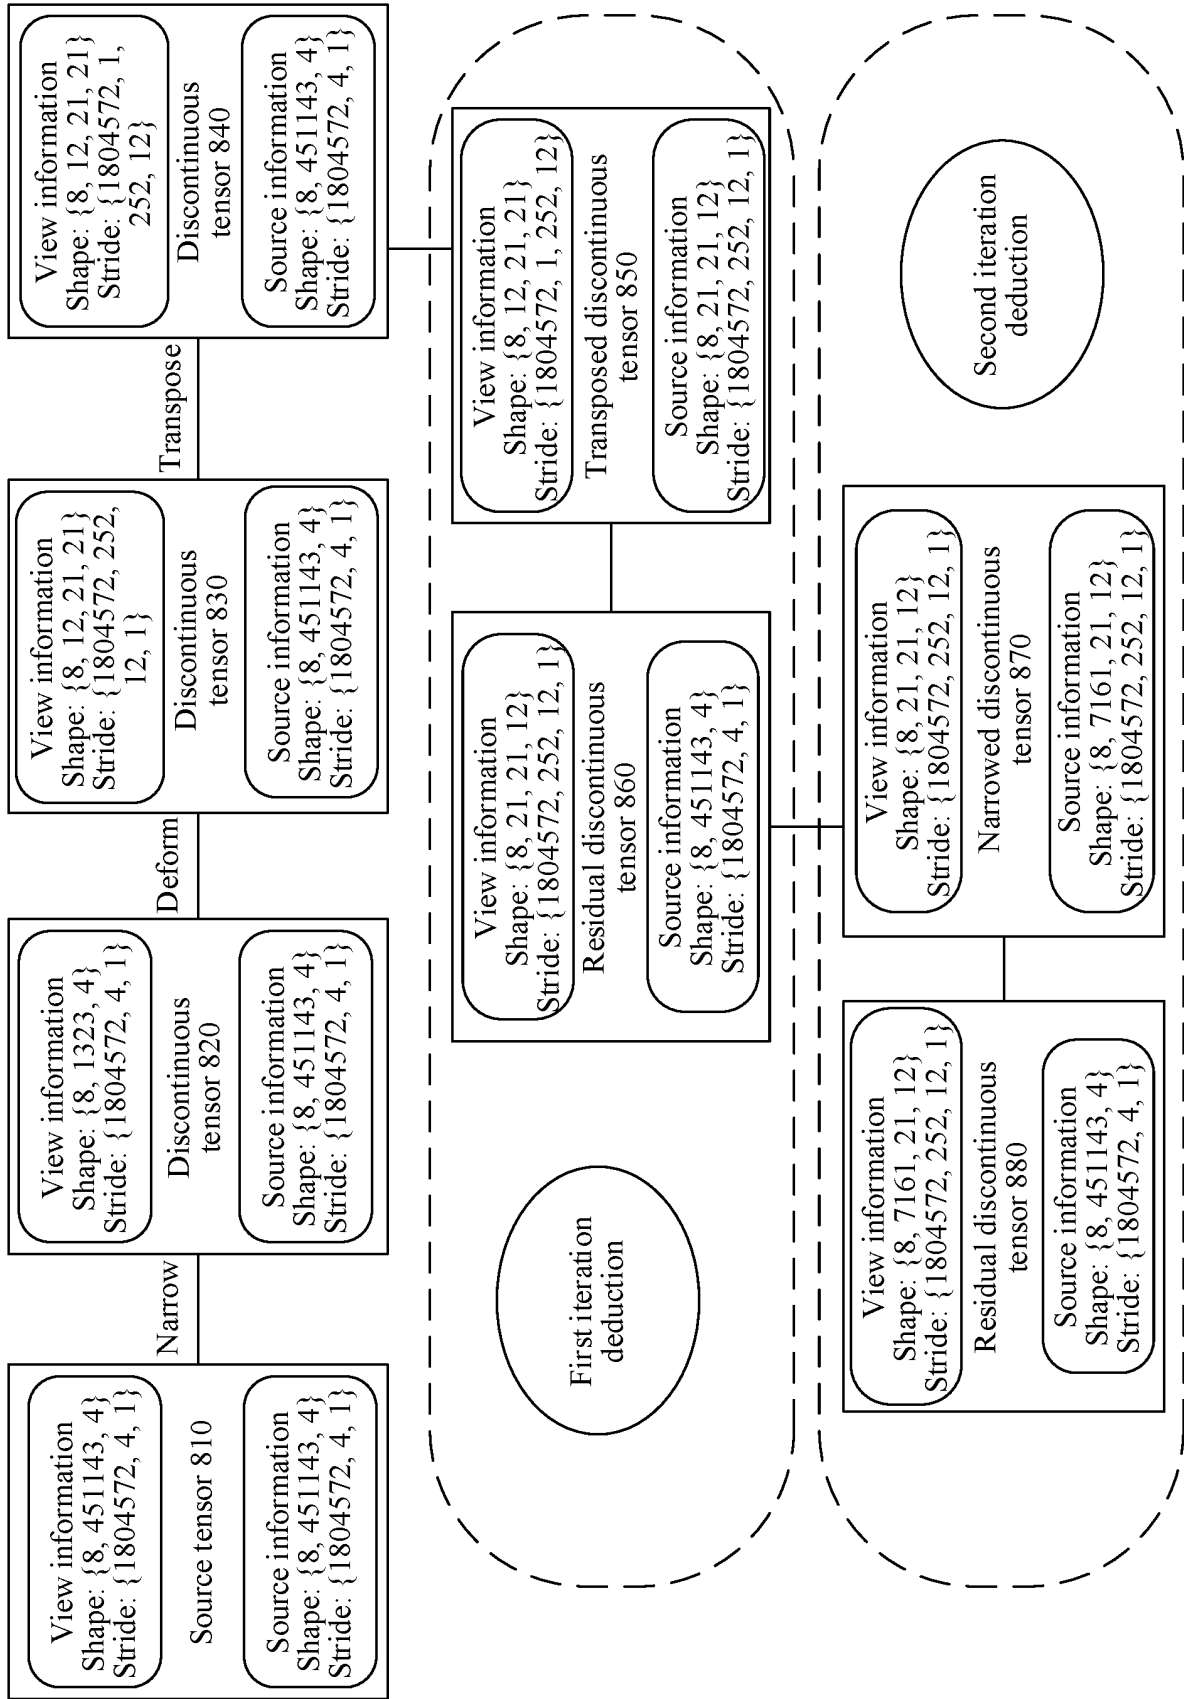 View information
Shape: {8, 451143, 4}
Stride: {1804572, 4, 1}
Source tensor 810
Source information
Shape: {8, 451143, 4}
Stride: {1804572, 4, 1}
Narrow
View information
Shape: {8, 1323, 4}
Stride: {1804572, 4, 1}
Discontinuous
tensor 820
Source information
Shape: {8, 451143, 4}
Stride: {1804572, 4, 1}
Deform
View information
Shape: {8, 12, 21, 21}
Stride: {1804572, 252,
12, 1}
Discontinuous
tensor 830
Source information
Shape: {8, 451143, 4}
Stride: {1804572, 4, 1}
Transpose
View information
Shape: {8, 12, 21, 21}
Stride: {1804572, 1,
252, 12}
Discontinuous
tensor 840
Source information
Shape: {8, 451143, 4}
Stride: {1804572, 4, 1}
First iteration
deduction
View information
Shape: {8, 21, 21, 12}
Stride: {1804572, 252, 12, 1}
Residual discontinuous
tensor 860
Source information
Shape: {8, 451143, 4}
Stride: {1804572, 4, 1}
View information
Shape: {8, 12, 21, 21}
Stride: {1804572, 1, 252, 12}
Transposed discontinuous
tensor 850
Source information
Shape: {8, 21, 21, 12}
Stride: {1804572, 252, 12, 1}
View information
Shape: {8, 7161, 21, 12}
Stride: {1804572, 252, 12, 1}
Residual discontinuous
tensor 880
Source information
Shape: {8, 451143, 4}
Stride: {1804572, 4, 1}
View information
Shape: {8, 21, 21, 12}
Stride: {1804572, 252, 12, 1}
Narrowed discontinuous
tensor 870
Source information
Shape: {8, 7161, 21, 12}
Stride: {1804572, 252, 12, 1}
Second iteration
deduction